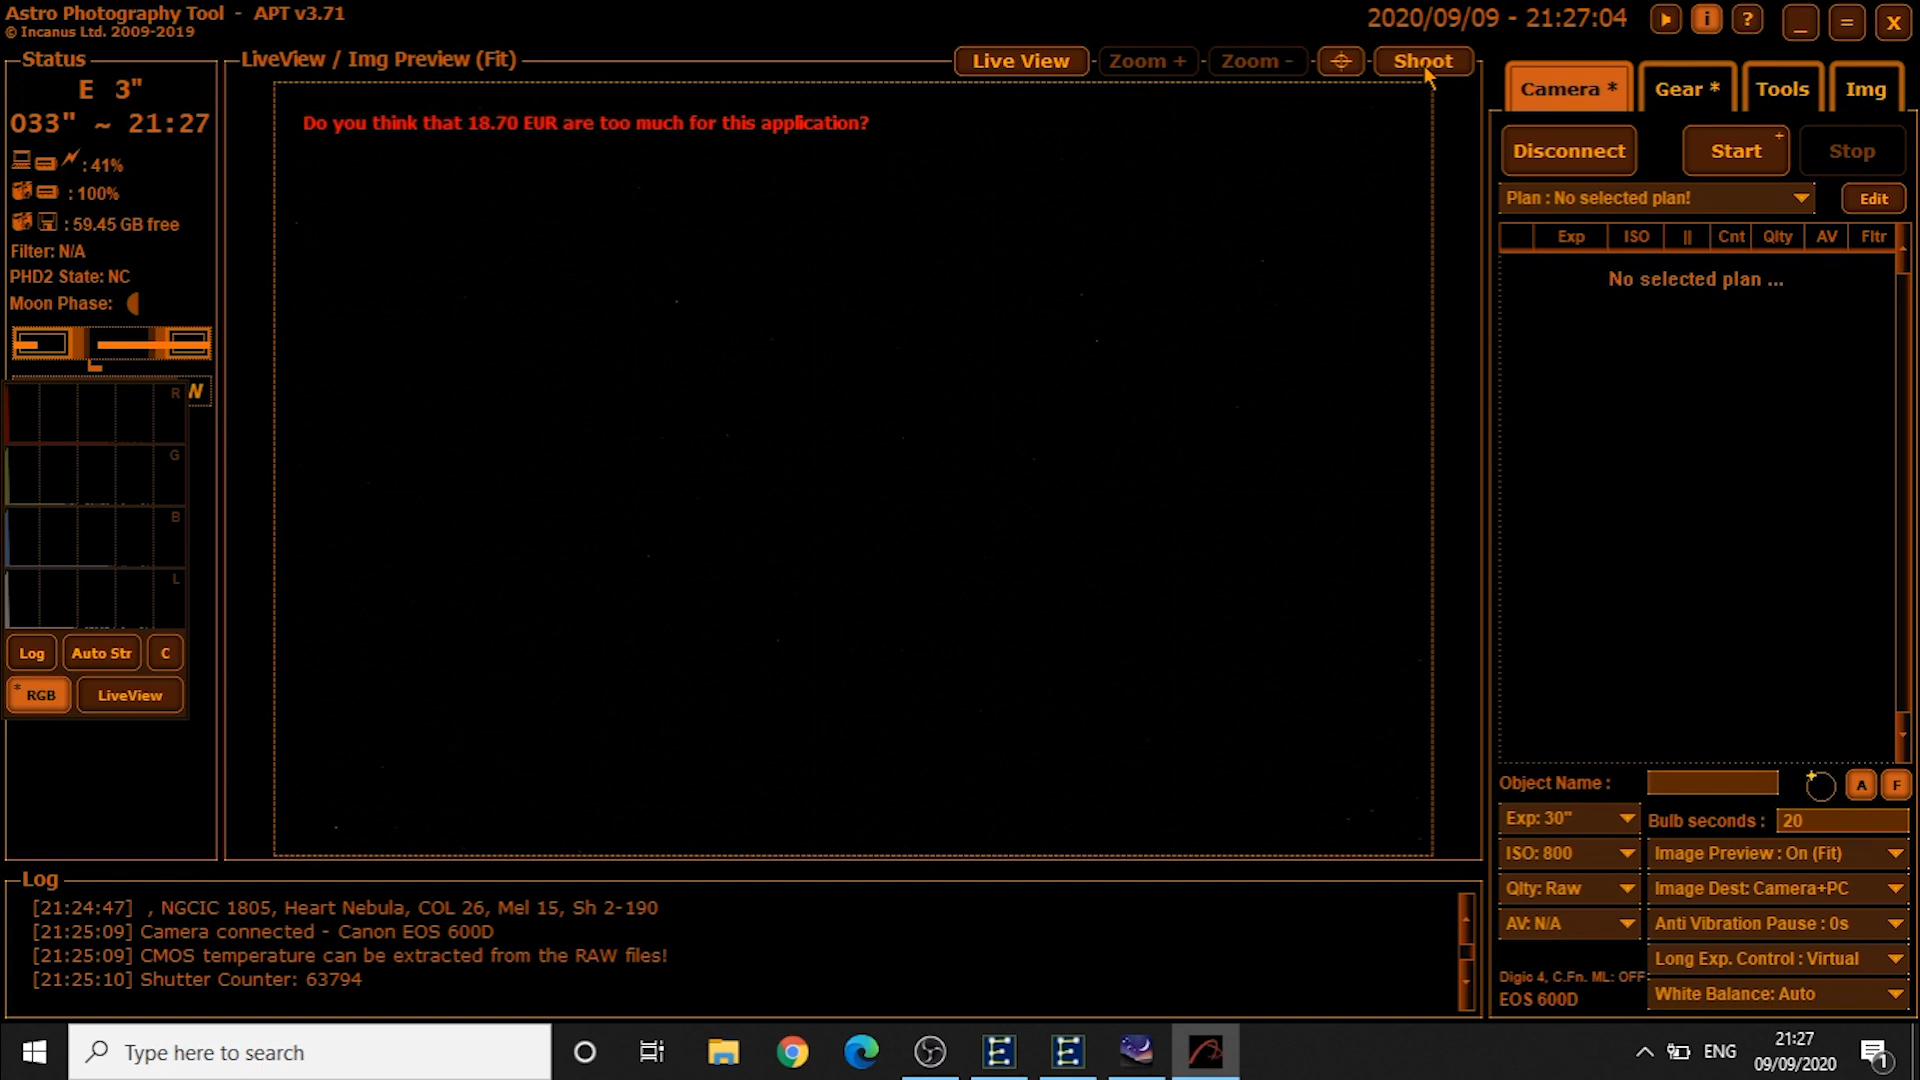 Astro Photography Tool - APT v3.71
© Incanus Ltd. 2009-2019
2020/09/09 - 21:27:04
i
?
_
=
X
Status
E 3"
033" ~ 21:27
: 41%
: 100%
: 59.45 GB free
Filter: N/A
PHD2 State: NC
Moon Phase:
W
R
G
B
L
Log
Auto Str
C
* RGB
LiveView
LiveView / Img Preview (Fit)
Live View
Zoom +
Zoom -
Shoot
Do you think that 18.70 EUR are too much for this application?
Camera *
Gear *
Tools
Img
Disconnect
Start +
Stop
Plan : No selected plan!
Edit
Exp ISO || Cnt Qlty AV Fltr
No selected plan ...
Object Name :
A
F
Exp: 30"
Bulb seconds : 20
ISO: 800
Image Preview : On (Fit)
Qlty: Raw
Image Dest: Camera+PC
AV: N/A
Anti Vibration Pause : 0s
Long Exp. Control : Virtual
Digic 4, C.Fn. ML: OFF
EOS 600D
White Balance: Auto
Log
[21:24:47] , NGCIC 1805, Heart Nebula, COL 26, Mel 15, Sh 2-190
[21:25:09] Camera connected - Canon EOS 600D
[21:25:09] CMOS temperature can be extracted from the RAW files!
[21:25:10] Shutter Counter: 63794
Type here to search
ENG
21:27
09/09/2020
1